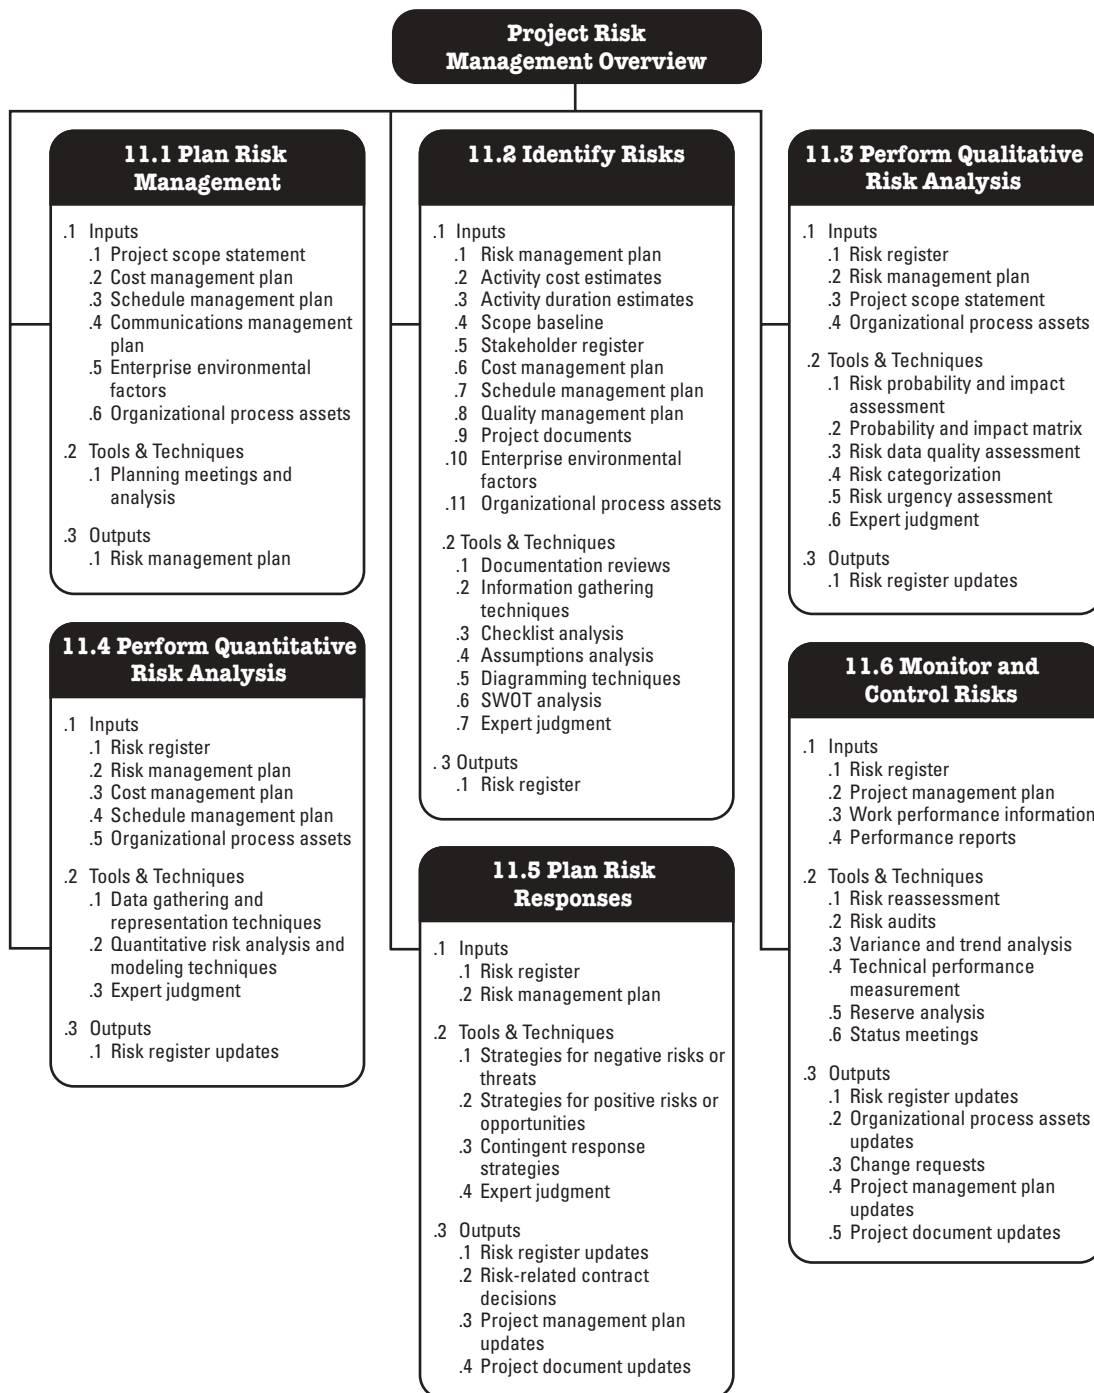 Project Risk
Management Overview
11.1 Plan Risk
Management
.1 Inputs
.1 Project scope statement
.2 Cost management plan
.3 Schedule management plan
.4 Communications management
plan
.5 Enterprise environmental
factors
.6 Organizational process assets
.2 Tools & Techniques
.1 Planning meetings and
analysis
.3 Outputs
.1 Risk management plan
11.2 Identify Risks
.1 Inputs
.1 Risk management plan
.2 Activity cost estimates
.3 Activity duration estimates
.4 Scope baseline
.5 Stakeholder register
.6 Cost management plan
.7 Schedule management plan
.8 Quality management plan
.9 Project documents
.10 Enterprise environmental
factors
.11 Organizational process assets
.2 Tools & Techniques
.1 Documentation reviews
.2 Information gathering
techniques
.3 Checklist analysis
.4 Assumptions analysis
.5 Diagramming techniques
.6 SWOT analysis
.7 Expert judgment
. 3 Outputs
.1 Risk register
11.3 Perform Qualitative
Risk Analysis
.1 Inputs
.1 Risk register
.2 Risk management plan
.3 Project scope statement
.4 Organizational process assets
.2 Tools & Techniques
.1 Risk probability and impact
assessment
.2 Probability and impact matrix
.3 Risk data quality assessment
.4 Risk categorization
.5 Risk urgency assessment
.6 Expert judgment
.3 Outputs
.1 Risk register updates
11.4 Perform Quantitative
Risk Analysis
.1 Inputs
.1 Risk register
.2 Risk management plan
.3 Cost management plan
.4 Schedule management plan
.5 Organizational process assets
.2 Tools & Techniques
.1 Data gathering and
representation techniques
.2 Quantitative risk analysis and
modeling techniques
.3 Expert judgment
.3 Outputs
.1 Risk register updates
11.5 Plan Risk
Responses
.1 Inputs
.1 Risk register
.2 Risk management plan
.2 Tools & Techniques
.1 Strategies for negative risks or
threats
.2 Strategies for positive risks or
opportunities
.3 Contingent response
strategies
.4 Expert judgment
.3 Outputs
.1 Risk register updates
.2 Risk-related contract
decisions
.3 Project management plan
updates
.4 Project document updates
11.6 Monitor and
Control Risks
.1 Inputs
.1 Risk register
.2 Project management plan
.3 Work performance information
.4 Performance reports
.2 Tools & Techniques
.1 Risk reassessment
.2 Risk audits
.3 Variance and trend analysis
.4 Technical performance
measurement
.5 Reserve analysis
.6 Status meetings
.3 Outputs
.1 Risk register updates
.2 Organizational process assets
updates
.3 Change requests
.4 Project management plan
updates
.5 Project document updates